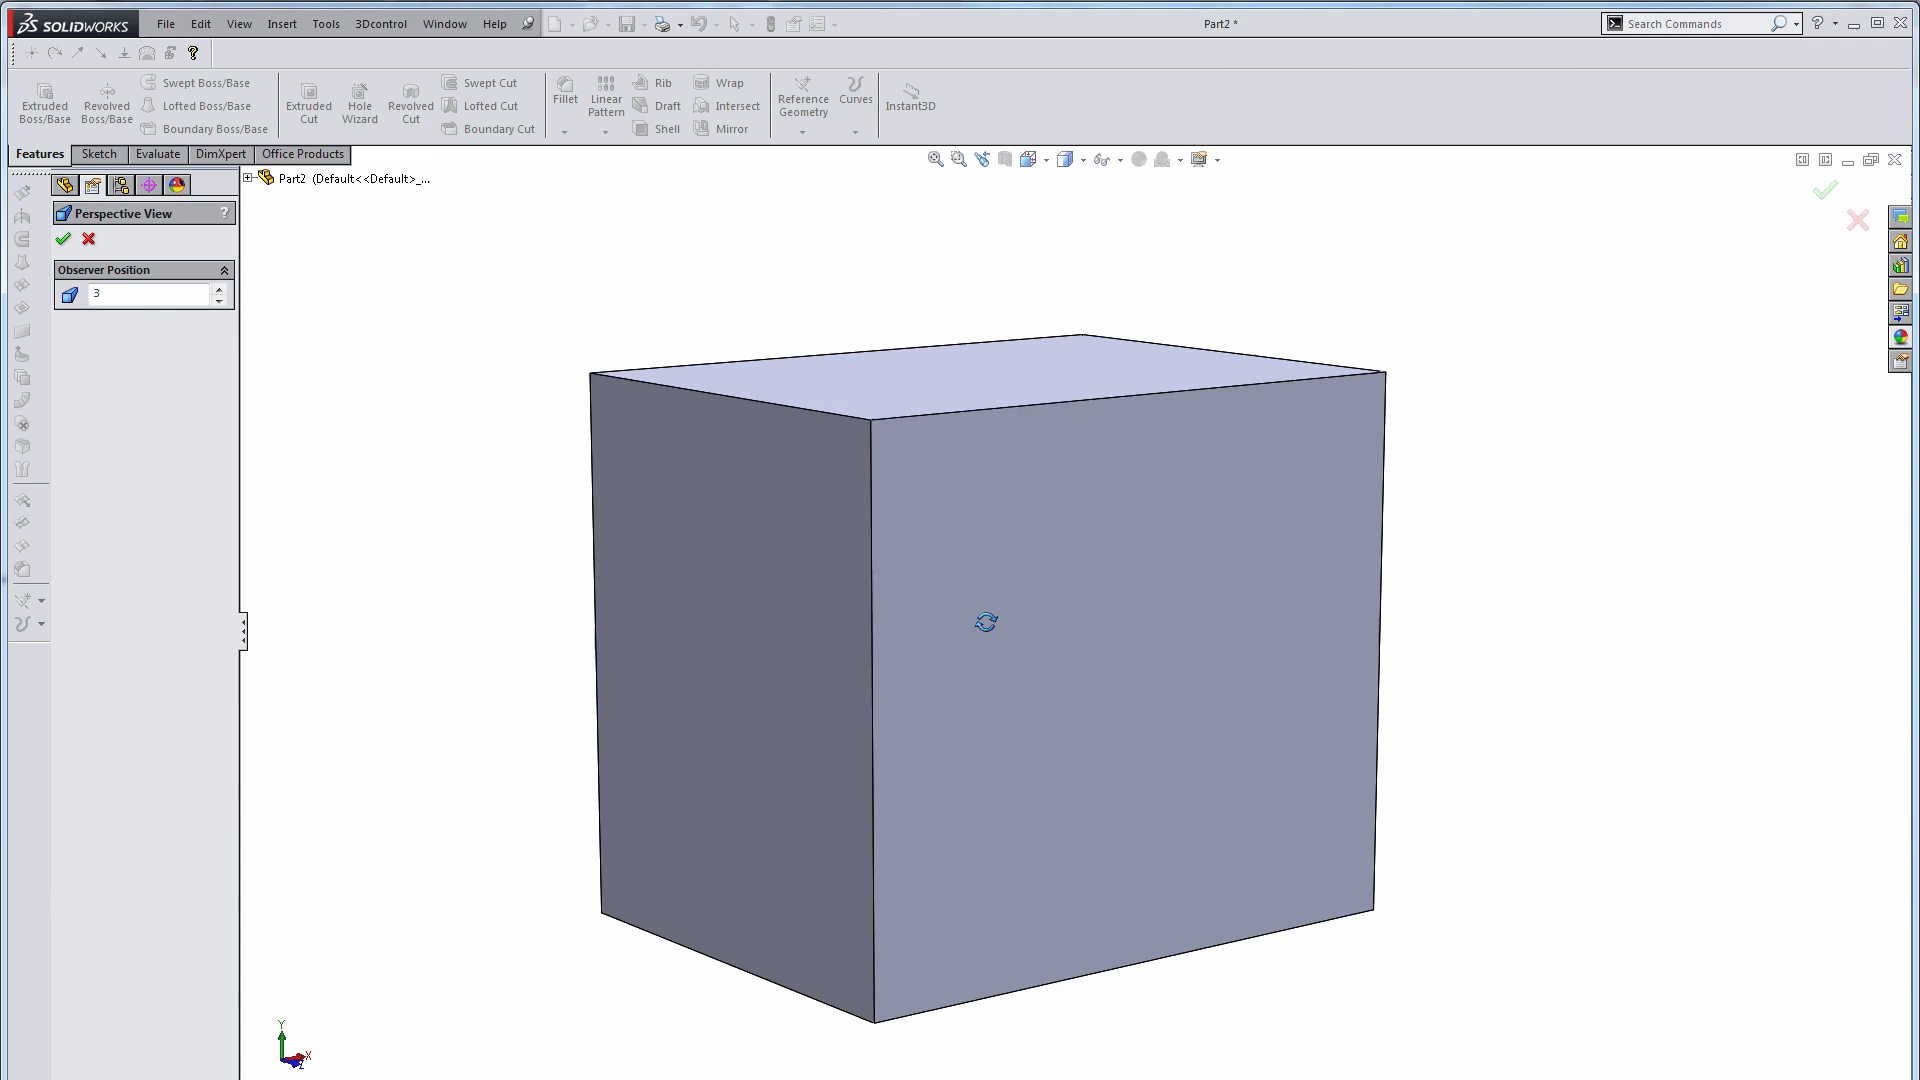 SOLIDWORKS File Edit View Insert Tools 3Dcontrol Window Help Part2 * Search Commands
Extruded Boss/Base
Revolved Boss/Base
Swept Boss/Base
Lofted Boss/Base
Boundary Boss/Base
Extruded Cut
Hole Wizard
Revolved Cut
Swept Cut
Lofted Cut
Boundary Cut
Fillet
Linear Pattern
Rib
Draft
Shell
Wrap
Intersect
Mirror
Reference Geometry
Curves
Instant3D
Features Sketch Evaluate DimXpert Office Products
Part2 (Default<<Default>_...
Perspective View ?
Observer Position
3
Y
X
Z